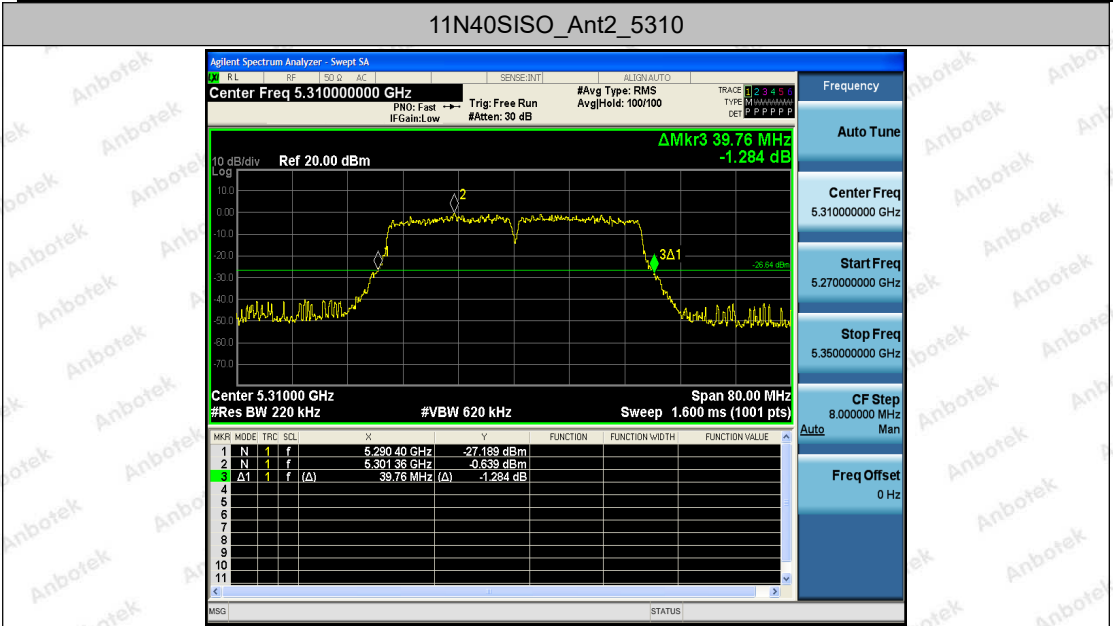 11N40SISO_Ant2_5310
Agilent Spectrum Analyzer - Swept SA
LXI RL RF 50 Ω AC SENSE:INT ALIGN AUTO
Center Freq 5.310000000 GHz
PNO: Fast
IFGain:Low
Trig: Free Run
#Atten: 30 dB
#Avg Type: RMS
Avg|Hold: 100/100
TRACE 1 2 3 4 5 6
TYPE M WWWWW
DET P P P P P P
ΔMkr3 39.76 MHz
-1.284 dB
10 dB/div Ref 20.00 dBm
Log
10.0
0.00
-10.0
-20.0
-30.0
-40.0
-50.0
-60.0
-70.0
2
3Δ1
-26.64 dBm
Center 5.31000 GHz Span 80.00 MHz
#Res BW 220 kHz #VBW 620 kHz Sweep 1.600 ms (1001 pts)
MKR MODE TRC SCL X Y FUNCTION FUNCTION WIDTH FUNCTION VALUE
1 N 1 f 5.290 40 GHz -27.189 dBm
2 N 1 f 5.301 36 GHz -0.639 dBm
3 Δ1 1 f (Δ) 39.76 MHz (Δ) -1.284 dB
4
5
6
7
8
9
10
11
MSG STATUS
Frequency
Auto Tune
Center Freq
5.310000000 GHz
Start Freq
5.270000000 GHz
Stop Freq
5.350000000 GHz
CF Step
8.000000 MHz
Auto Man
Freq Offset
0 Hz
Anbotek